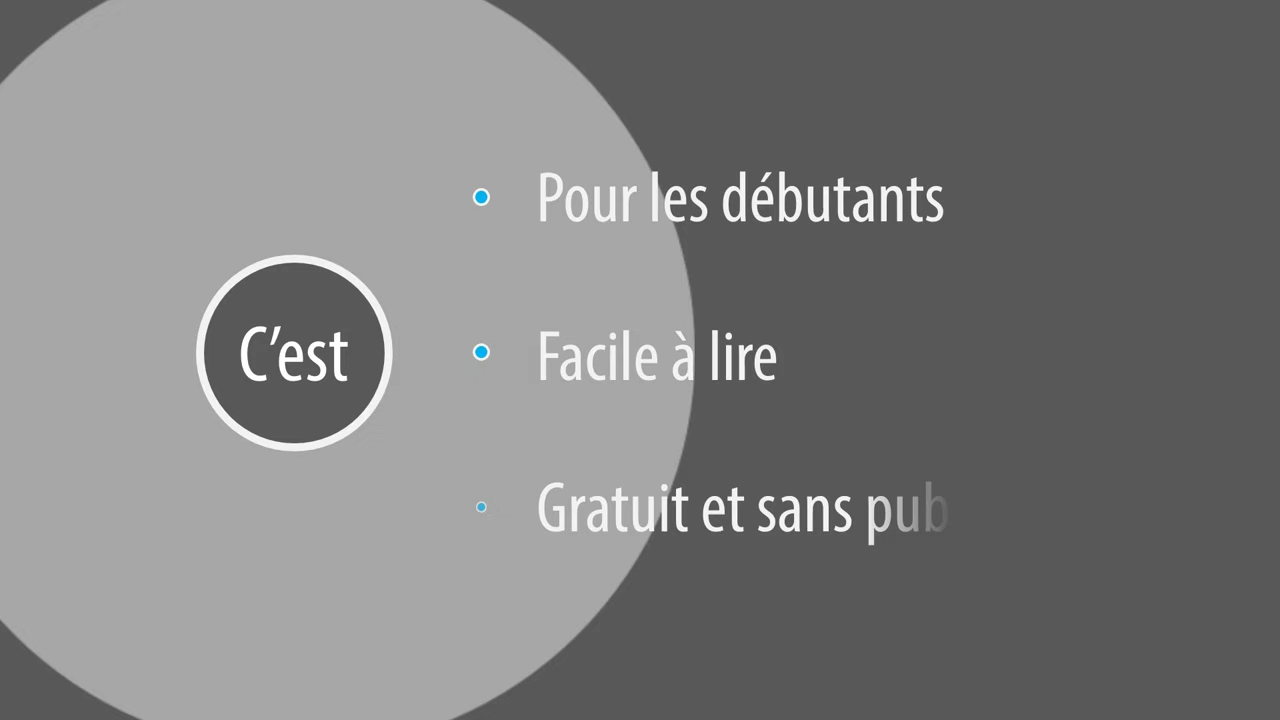 C’est
Pour les débutants
Facile à lire
Gratuit et sans pub